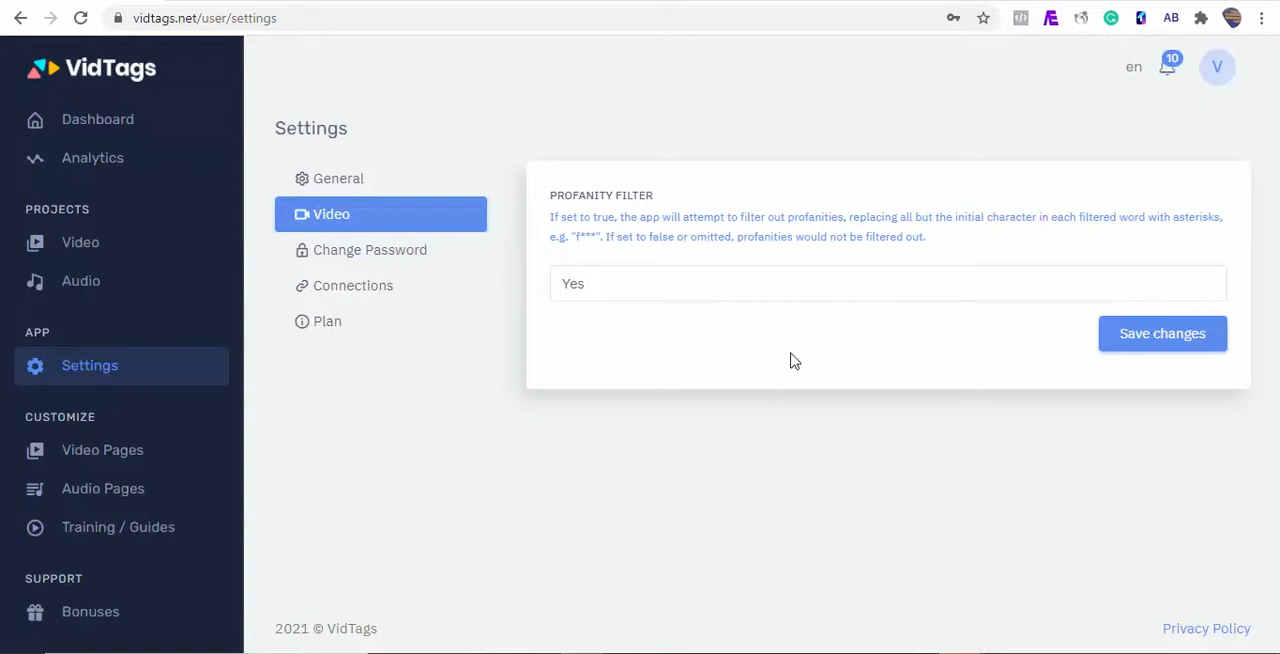 vidtags.net/user/settings
AB
VidTags
en
10
V
Dashboard
Analytics
PROJECTS
Video
Audio
APP
Settings
CUSTOMIZE
Video Pages
Audio Pages
Training / Guides
SUPPORT
Bonuses
Settings
General
Video
Change Password
Connections
Plan
PROFANITY FILTER
If set to true, the app will attempt to filter out profanities, replacing all but the initial character in each filtered word with asterisks,
e.g. "f***". If set to false or omitted, profanities would not be filtered out.
Yes
Save changes
2021 © VidTags
Privacy Policy